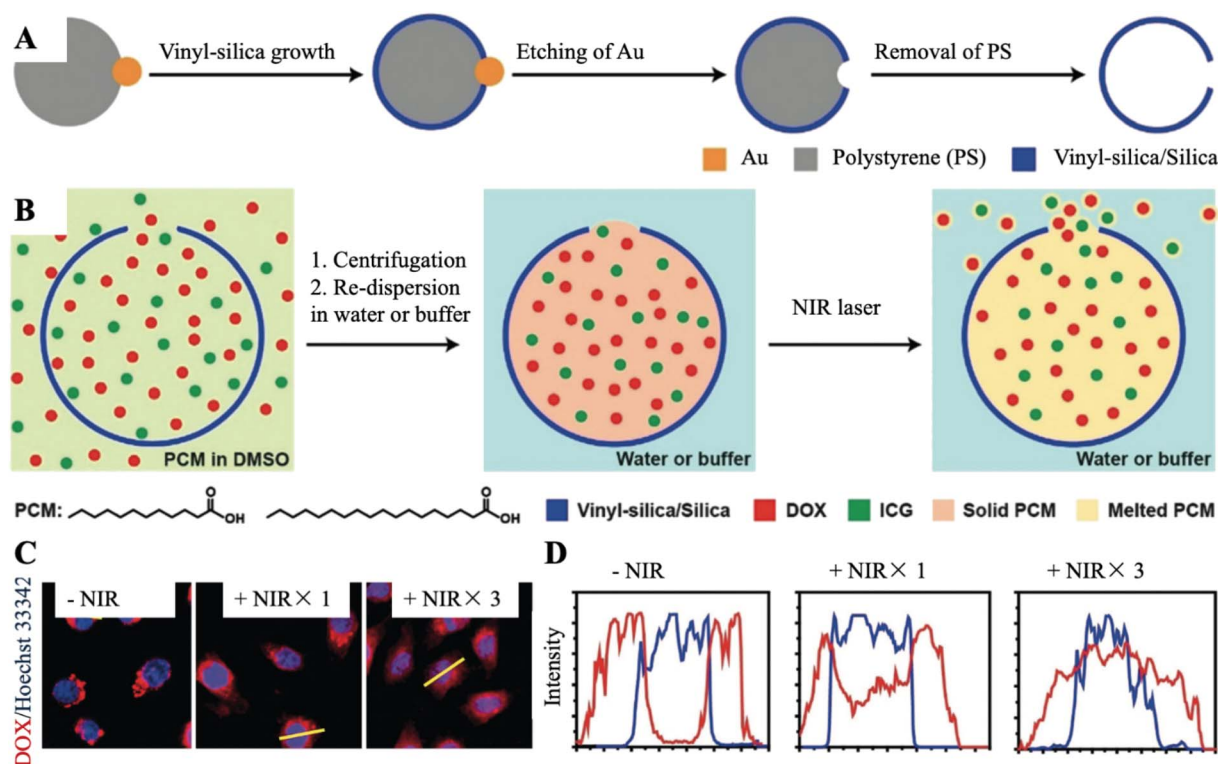 A
Vinyl-silica growth
Etching of Au
Removal of PS
Au
Polystyrene (PS)
Vinyl-silica/Silica
B
1. Centrifugation
2. Re-dispersion
in water or buffer
NIR laser
PCM in DMSO
Water or buffer
Water or buffer
PCM:
O
OH
O
OH
Vinyl-silica/Silica
DOX
ICG
Solid PCM
Melted PCM
C
DOX/Hoechst 33342
- NIR
+ NIR× 1
+ NIR× 3
D
Intensity
- NIR
+ NIR× 1
+ NIR× 3